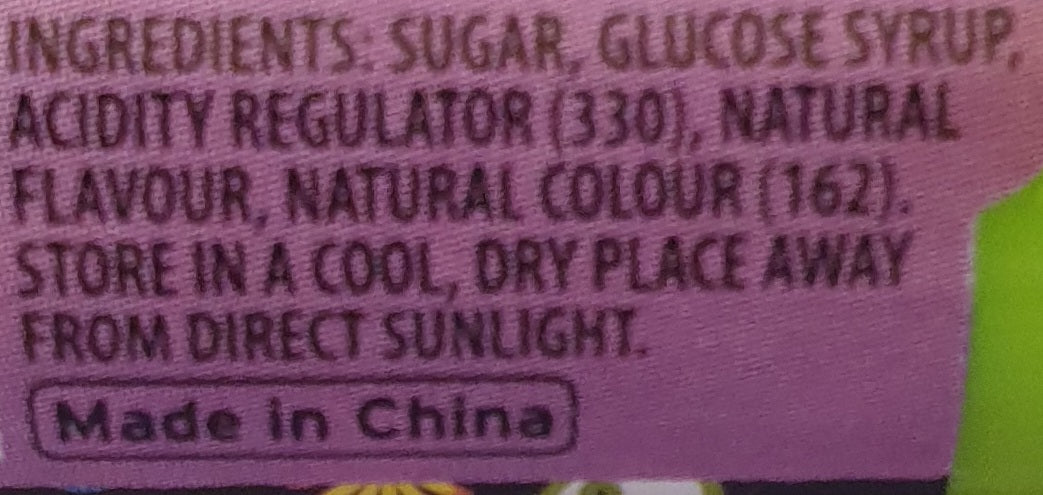 INGREDIENTS: SUGAR, GLUCOSE SYRUP,
ACIDITY REGULATOR (330), NATURAL
FLAVOUR, NATURAL COLOUR (162).
STORE IN A COOL, DRY PLACE AWAY
FROM DIRECT SUNLIGHT.
Made in China